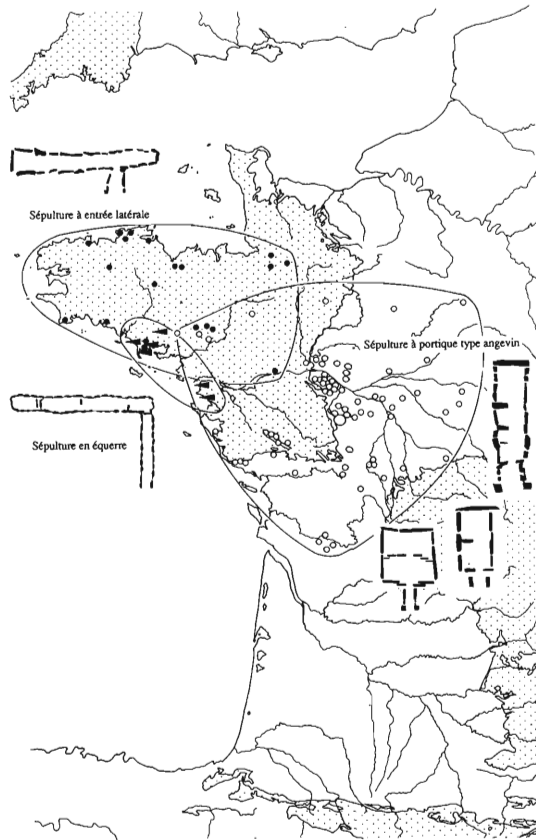 Sépulture à entrée latérale
Sépulture à portique type angevin
Sépulture en équerre